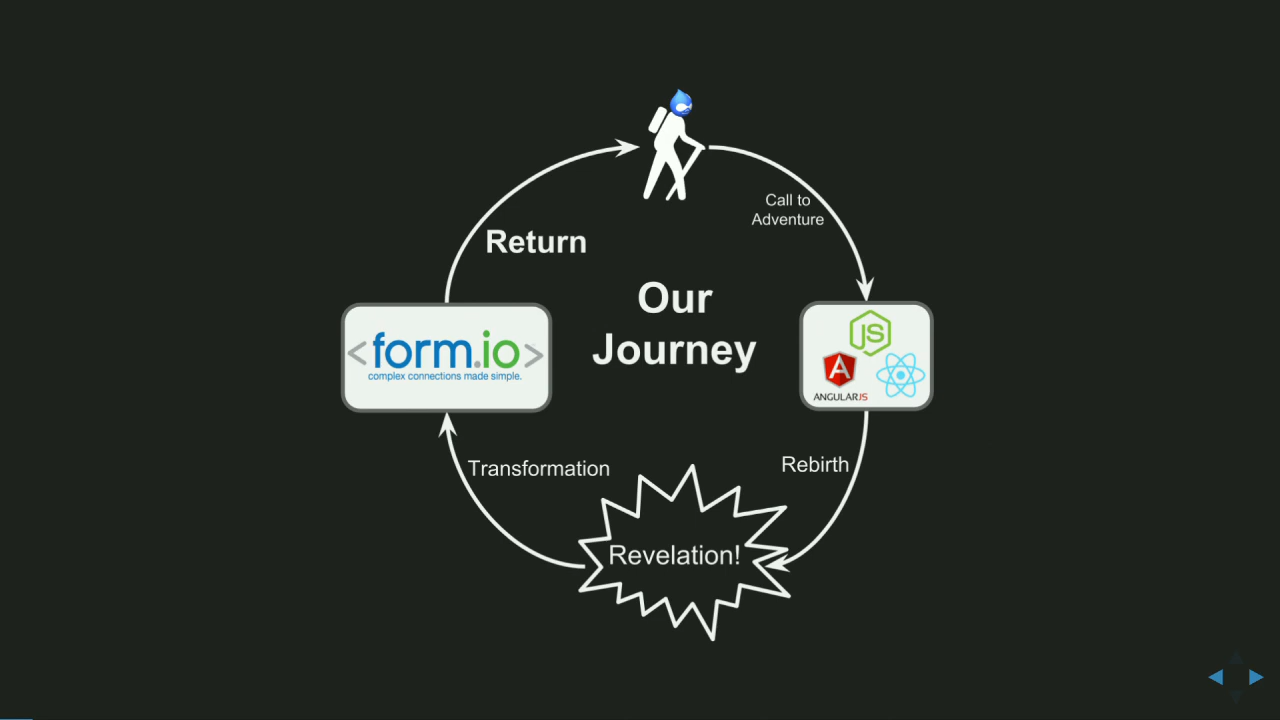 Call to
Adventure
Return
Our
Journey
<form.io>
complex connections made simple.
JS
A
ANGULARJS
Transformation
Rebirth
Revelation!